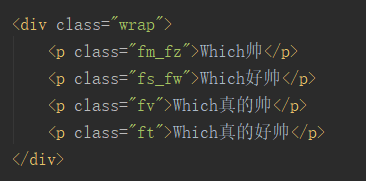 <div class="wrap">
    <p class="fm_fz">Which帅</p>
    <p class="fs_fw">Which好帅</p>
    <p class="fv">Which真的帅</p>
    <p class="ft">Which真的好帅</p>
</div>